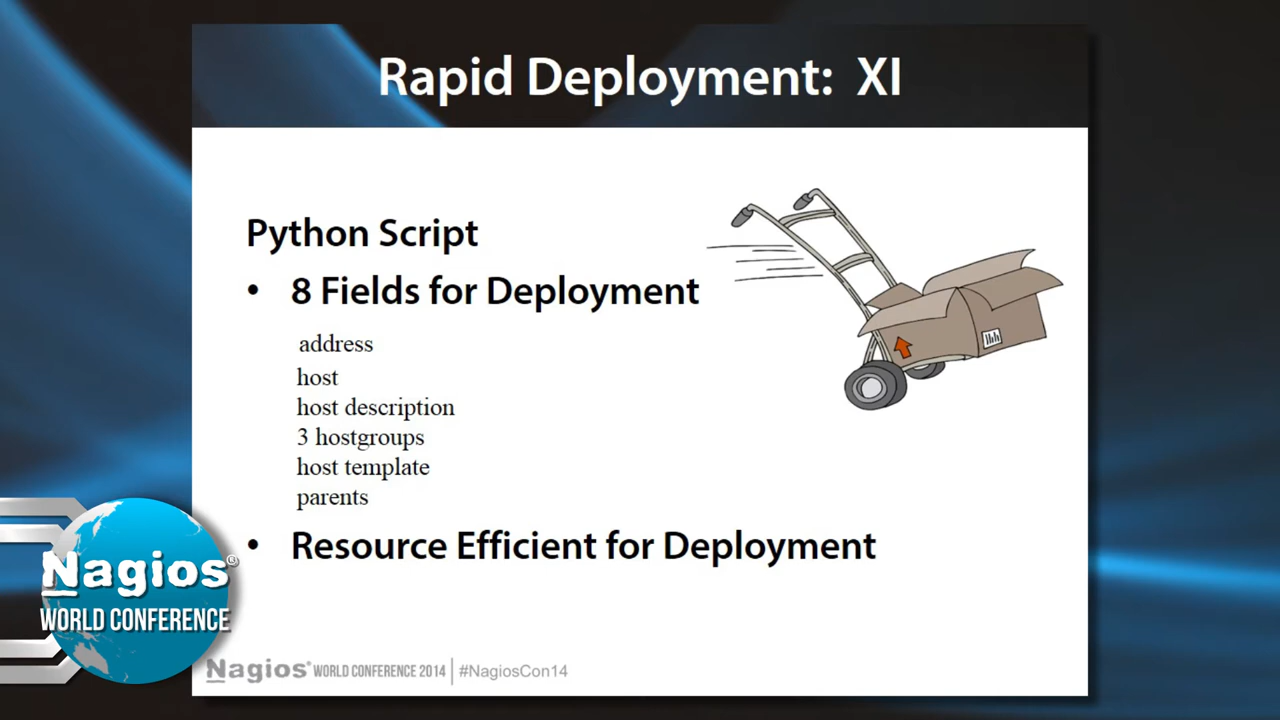 Rapid Deployment: XI
Python Script
• 8 Fields for Deployment
address
host
host description
3 hostgroups
host template
parents
• Resource Efficient for Deployment
Nagios®
WORLD CONFERENCE
Nagios® WORLD CONFERENCE 2014 | #NagiosCon14